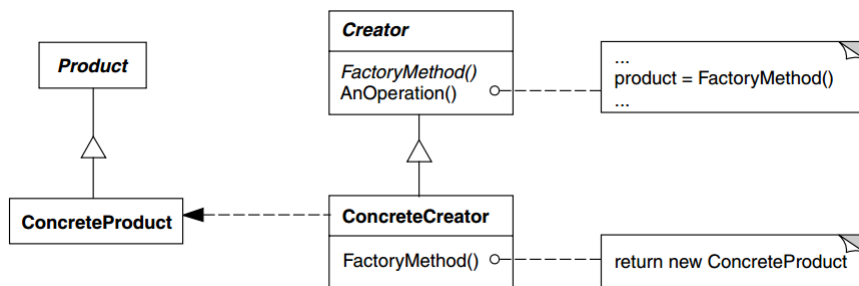 Product
ConcreteProduct
Creator
FactoryMethod()
AnOperation()
...
product = FactoryMethod()
...
ConcreteCreator
FactoryMethod()
return new ConcreteProduct